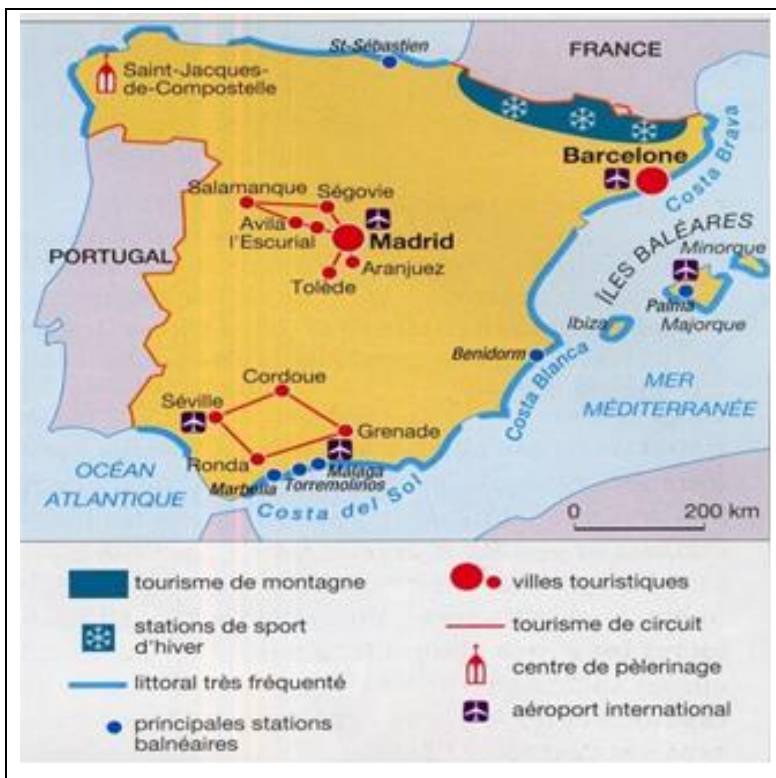 St-Sébastien
FRANCE
Saint-Jacques-
de-Compostelle
Barcelone
Costa Brava
Salamanque
Ségovie
Avila
l'Escurial
Madrid
Aranjuez
Tolède
PORTUGAL
ÎLES BALÉARES
Minorque
Palma
Majorque
Ibiza
Benidorm
Costa Blanca
MER
MÉDITERRANÉE
Cordoue
Séville
Grenade
Ronda
Malaga
Torremolinos
Marbella
Costa del Sol
OCÉAN
ATLANTIQUE
0 200 km
tourisme de montagne
stations de sport
d'hiver
littoral très fréquenté
principales stations
balnéaires
villes touristiques
tourisme de circuit
centre de pèlerinage
aéroport international